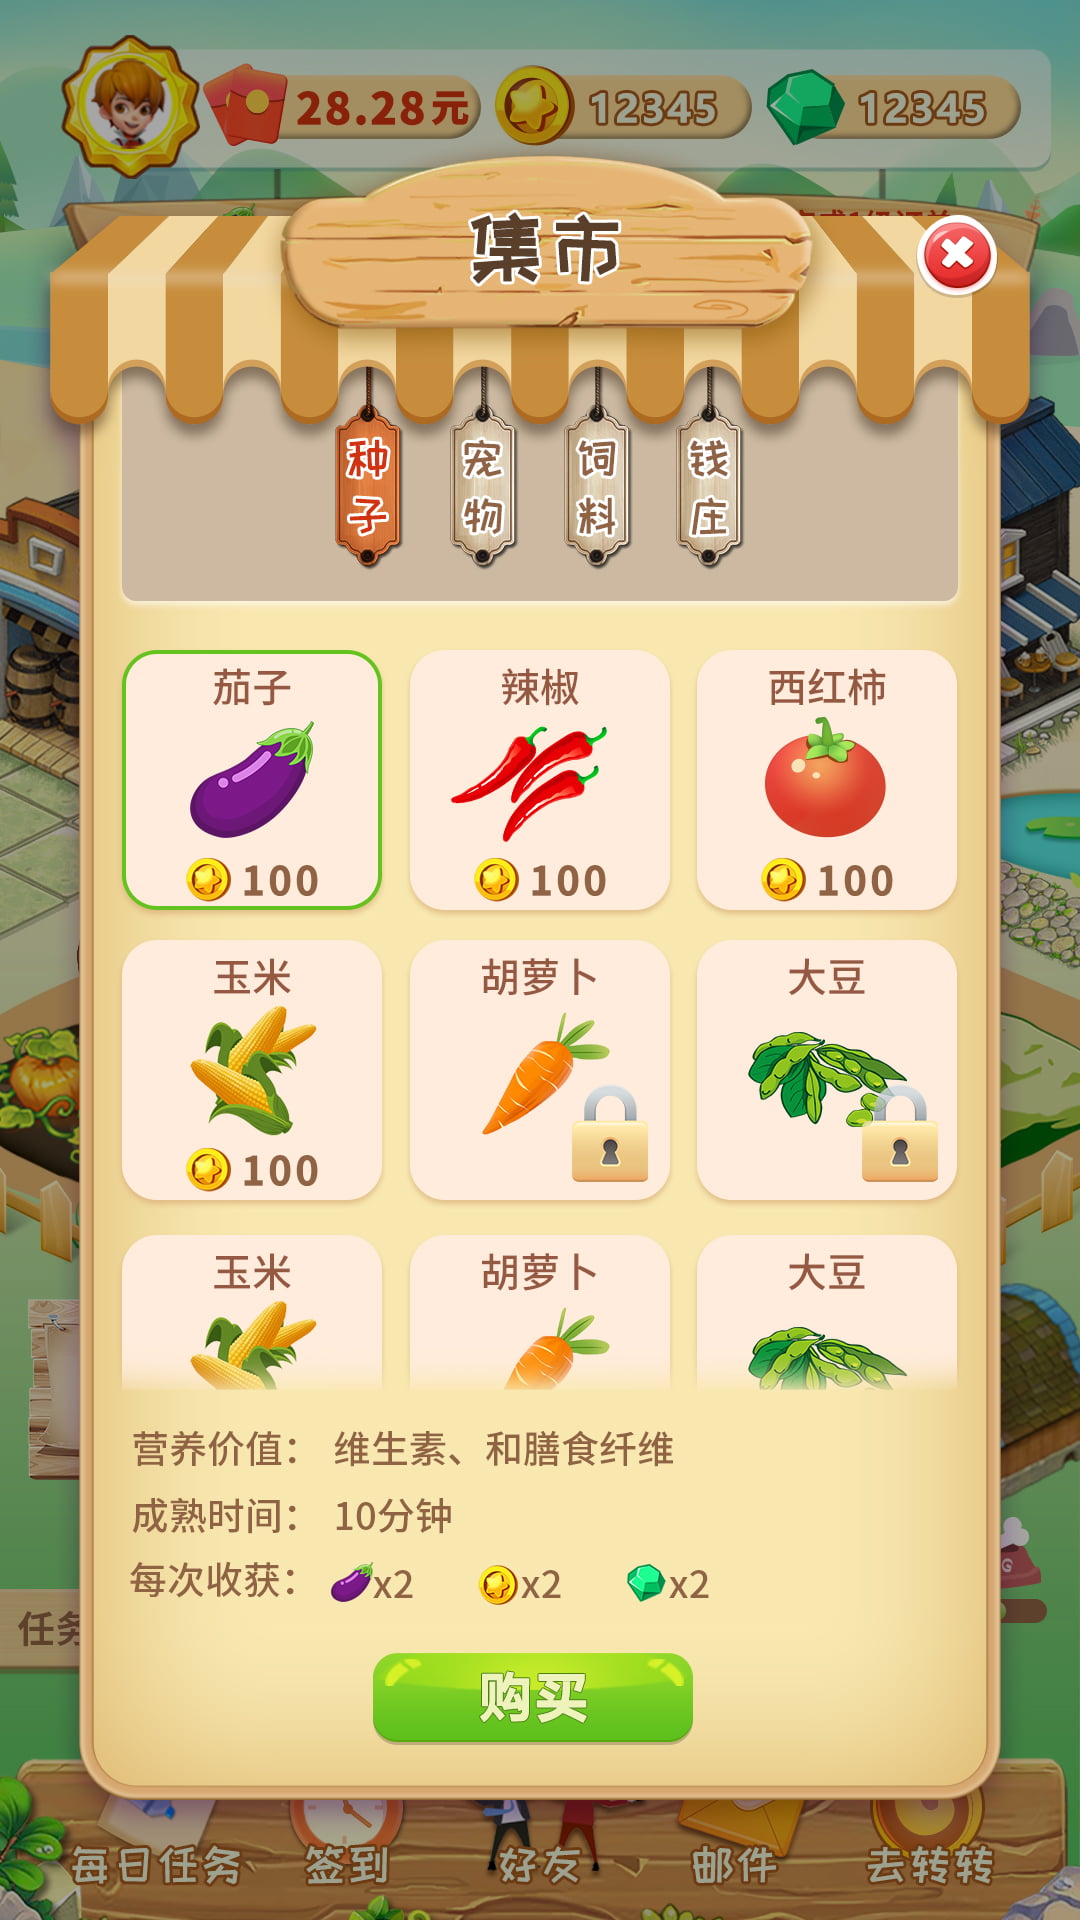 28.28元
12345
12345
集市
种子
宠物
饲料
钱庄
茄子
辣椒
西红柿
100
100
100
玉米
胡萝卜
大豆
100
玉米
胡萝卜
大豆
营养价值： 维生素、和膳食纤维
成熟时间： 10分钟
每次收获： x2 x2 x2
任务
购买
每日任务
签到
好友
邮件
去转转